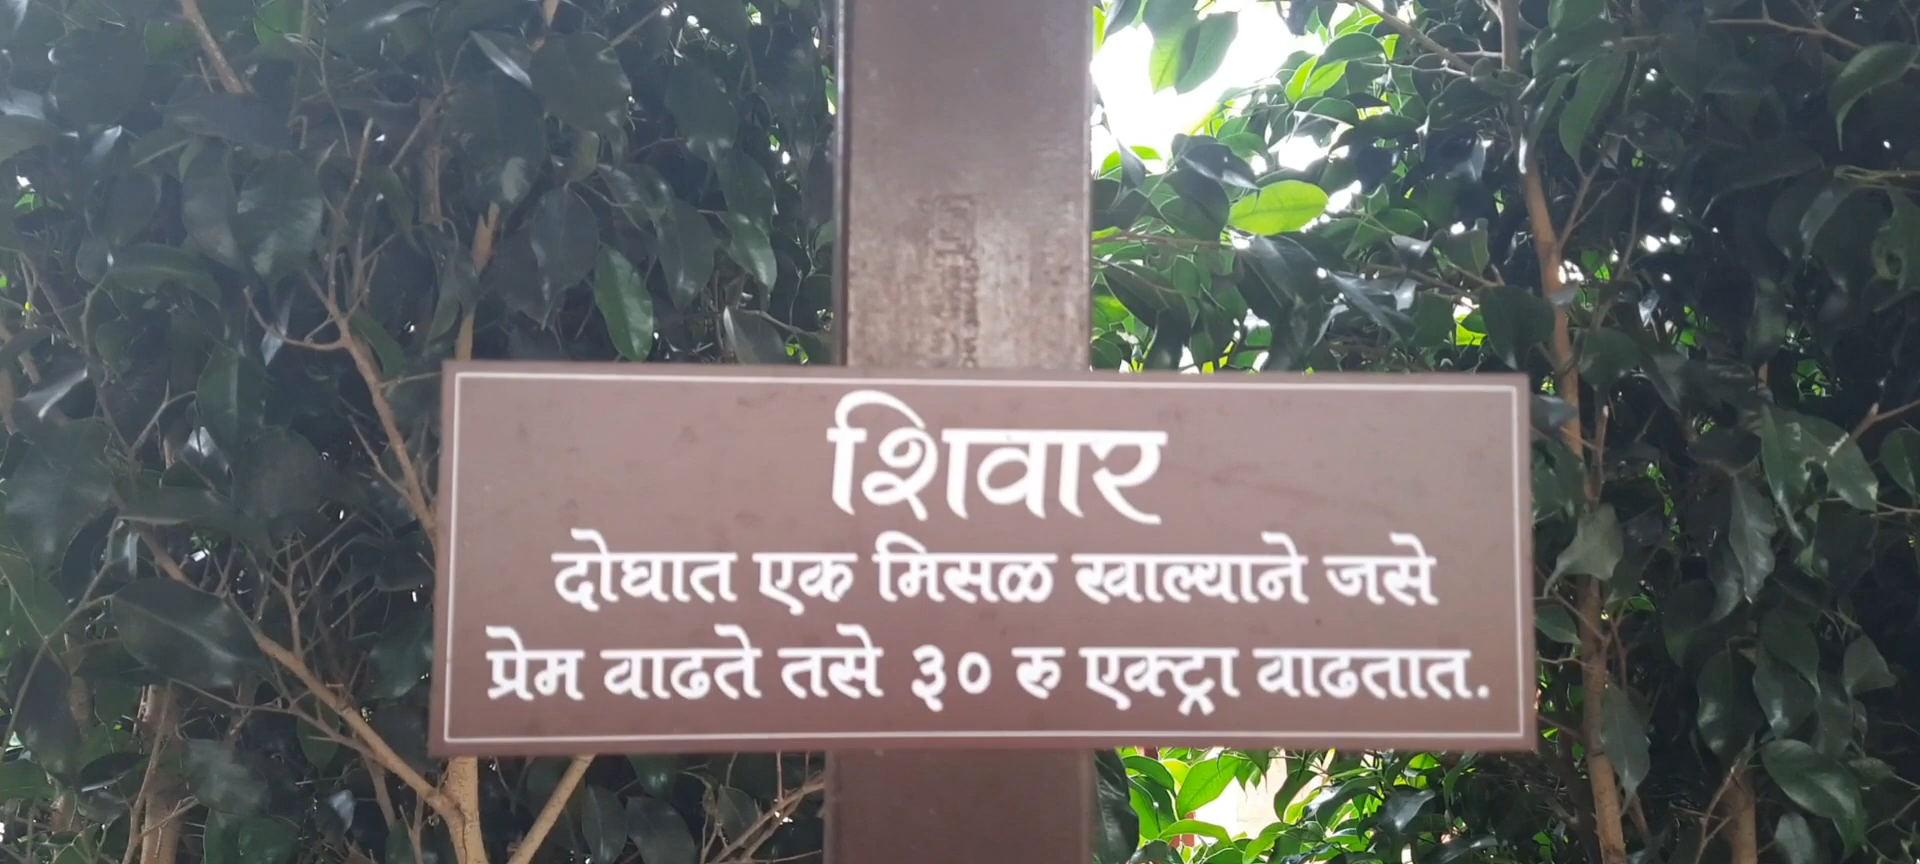 शिवार
दोघात एक मिसळ खाल्याने जसे
प्रेम वाढते तसे ३० रु एक्ट्रा वाढतात.